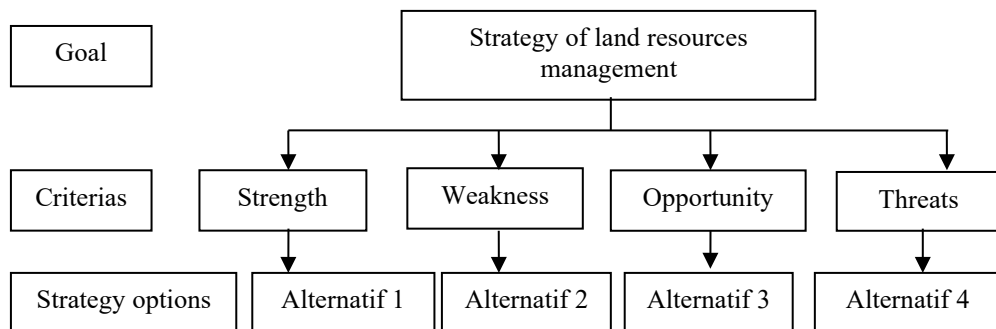 Goal
Strategy of land resources
management
Criterias
Strength
Weakness
Opportunity
Threats
Strategy options
Alternatif 1
Alternatif 2
Alternatif 3
Alternatif 4